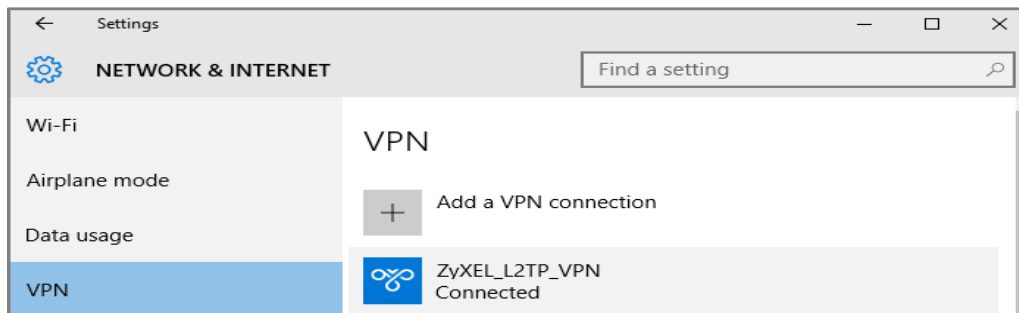 Settings
NETWORK & INTERNET
Find a setting
Wi-Fi
Airplane mode
Data usage
VPN
VPN
Add a VPN connection
ZyXEL_L2TP_VPN
Connected